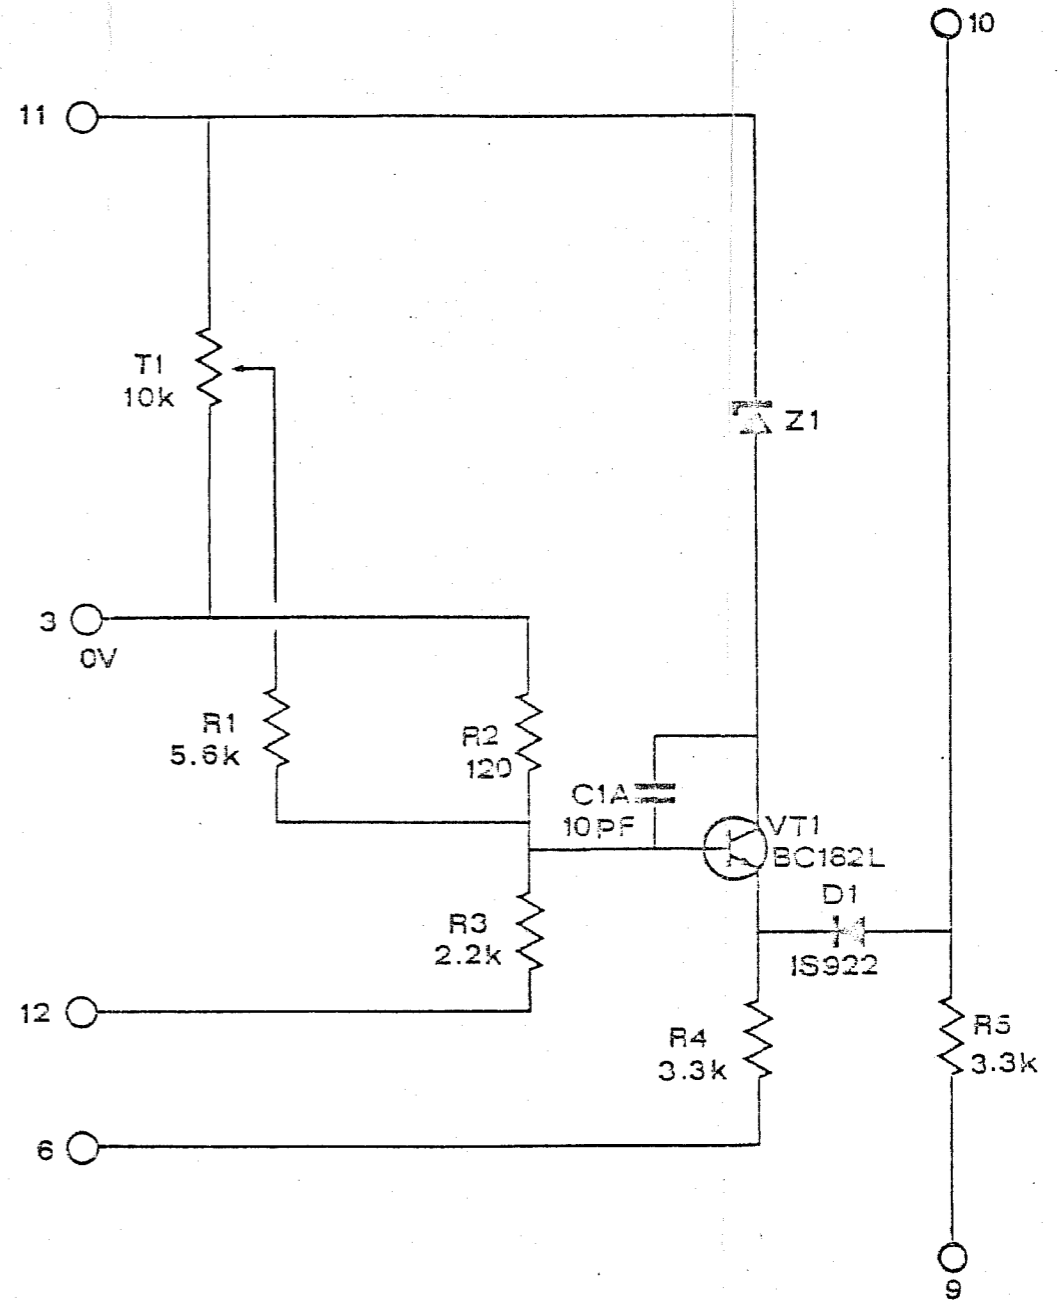 10
11
T1
10k
Z1
3
0V
R1
5.6k
R2
120
C1A
10PF
VT1
BC182L
D1
IS922
R3
2.2k
12
R4
3.3k
R5
3.3k
6
9